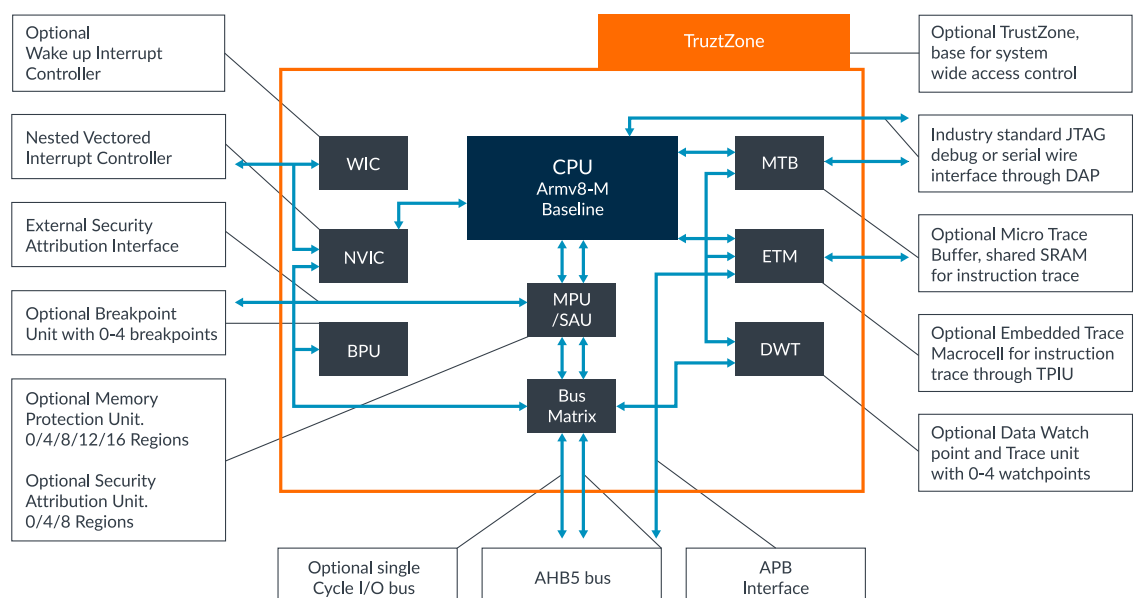 Optional
Wake up Interrupt
Controller
Nested Vectored
Interrupt Controller
External Security
Attribution Interface
Optional Breakpoint
Unit with 0-4 breakpoints
Optional Memory
Protection Unit.
0/4/8/12/16 Regions
Optional Security
Attribution Unit.
0/4/8 Regions
TruztZone
WIC
NVIC
BPU
CPU
Armv8-M
Baseline
MPU
/SAU
Bus
Matrix
MTB
ETM
DWT
Optional TrustZone,
base for system
wide access control
Industry standard JTAG
debug or serial wire
interface through DAP
Optional Micro Trace
Buffer, shared SRAM
for instruction trace
Optional Embedded Trace
Macrocell for instruction
trace through TPIU
Optional Data Watch
point and Trace unit
with 0-4 watchpoints
Optional single
Cycle I/O bus
AHB5 bus
APB
Interface